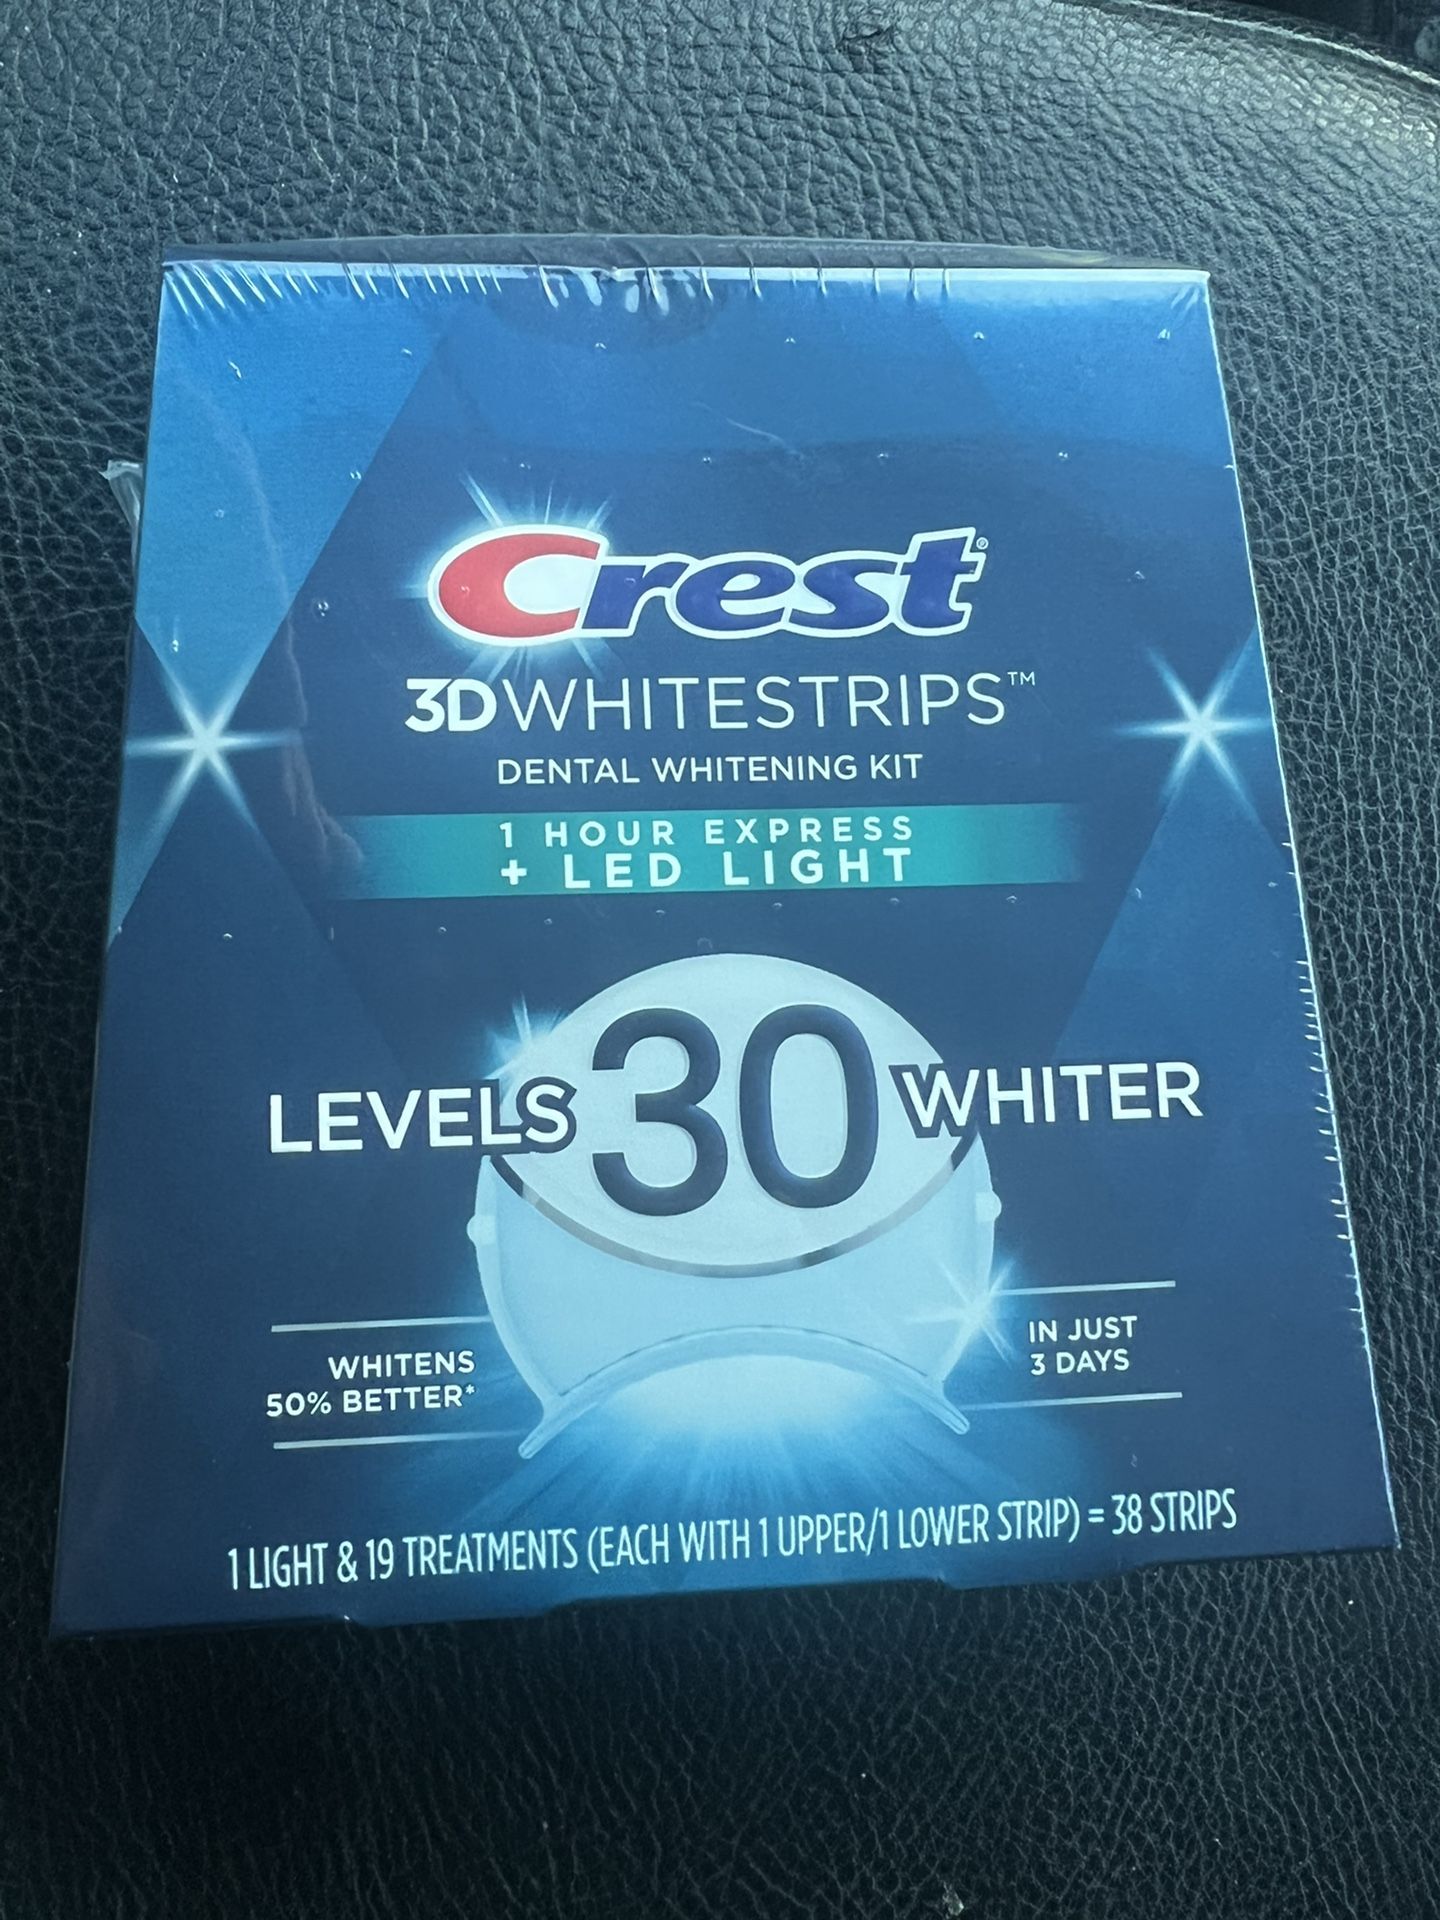 Crest®
3DWHITESTRIPS™
DENTAL WHITENING KIT
1 HOUR EXPRESS
+ LED LIGHT
LEVELS 30 WHITER
WHITENS
50% BETTER*
IN JUST
3 DAYS
1 LIGHT & 19 TREATMENTS (EACH WITH 1 UPPER/1 LOWER STRIP) = 38 STRIPS